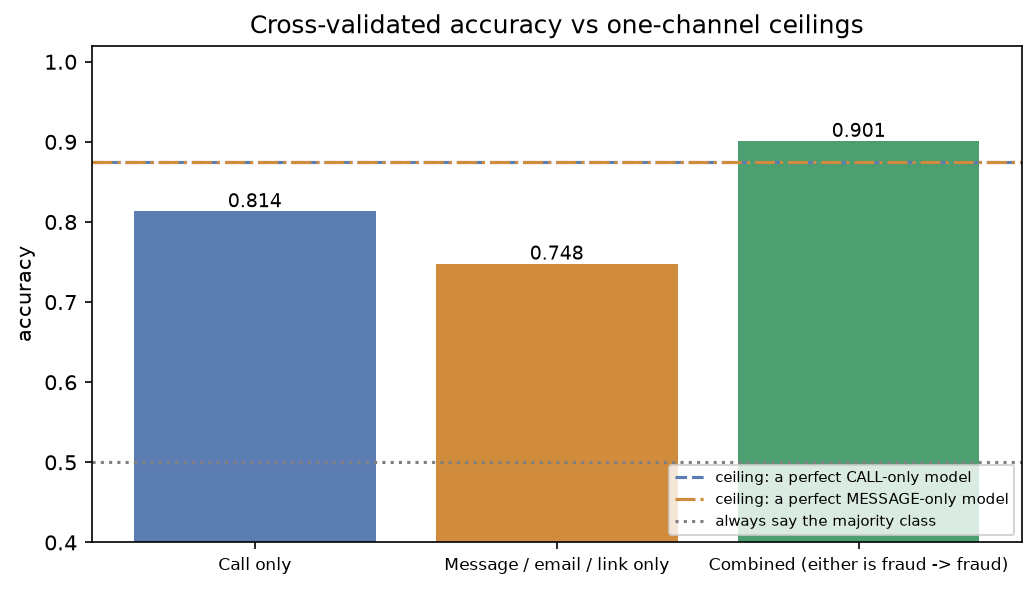 Cross-validated accuracy vs one-channel ceilings
accuracy
1.0
0.9
0.8
0.7
0.6
0.5
0.4
0.814
0.748
0.901
ceiling: a perfect CALL-only model
ceiling: a perfect MESSAGE-only model
always say the majority class
Call only
Message / email / link only
Combined (either is fraud -> fraud)